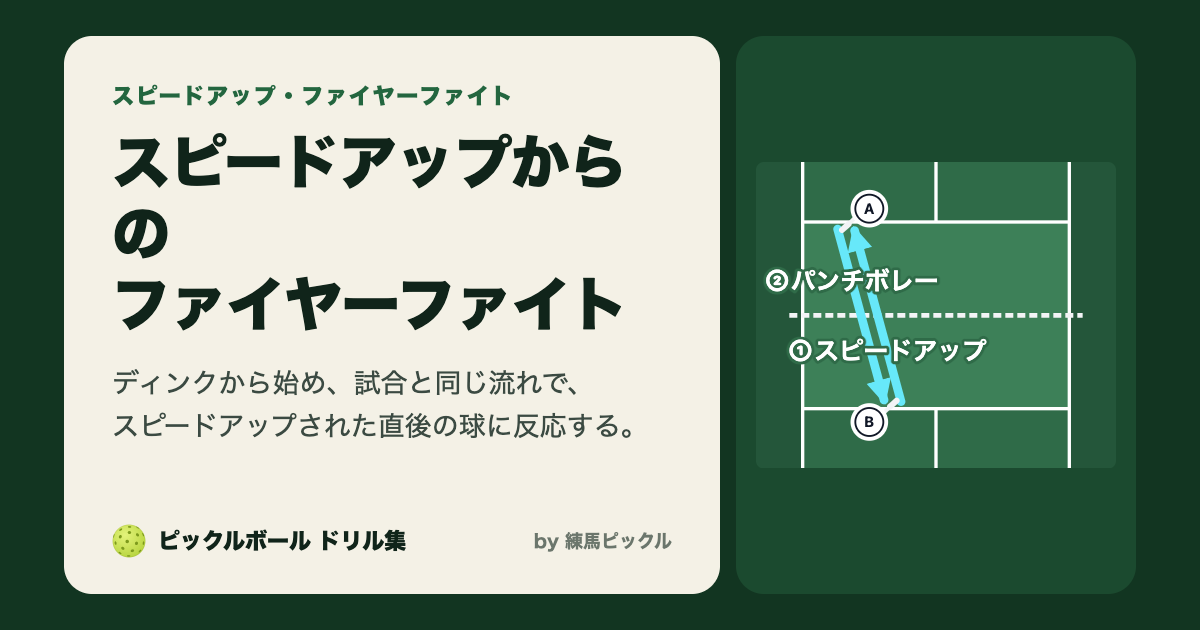 スピードアップ・ファイヤーファイト
スピードアップから
の
ファイヤーファイト
ディンクから始め、試合と同じ流れで、
スピードアップされた直後の球に反応する。
ピックルボール ドリル集
by 練馬ピックル
A
②パンチボレー
①スピードアップ
B